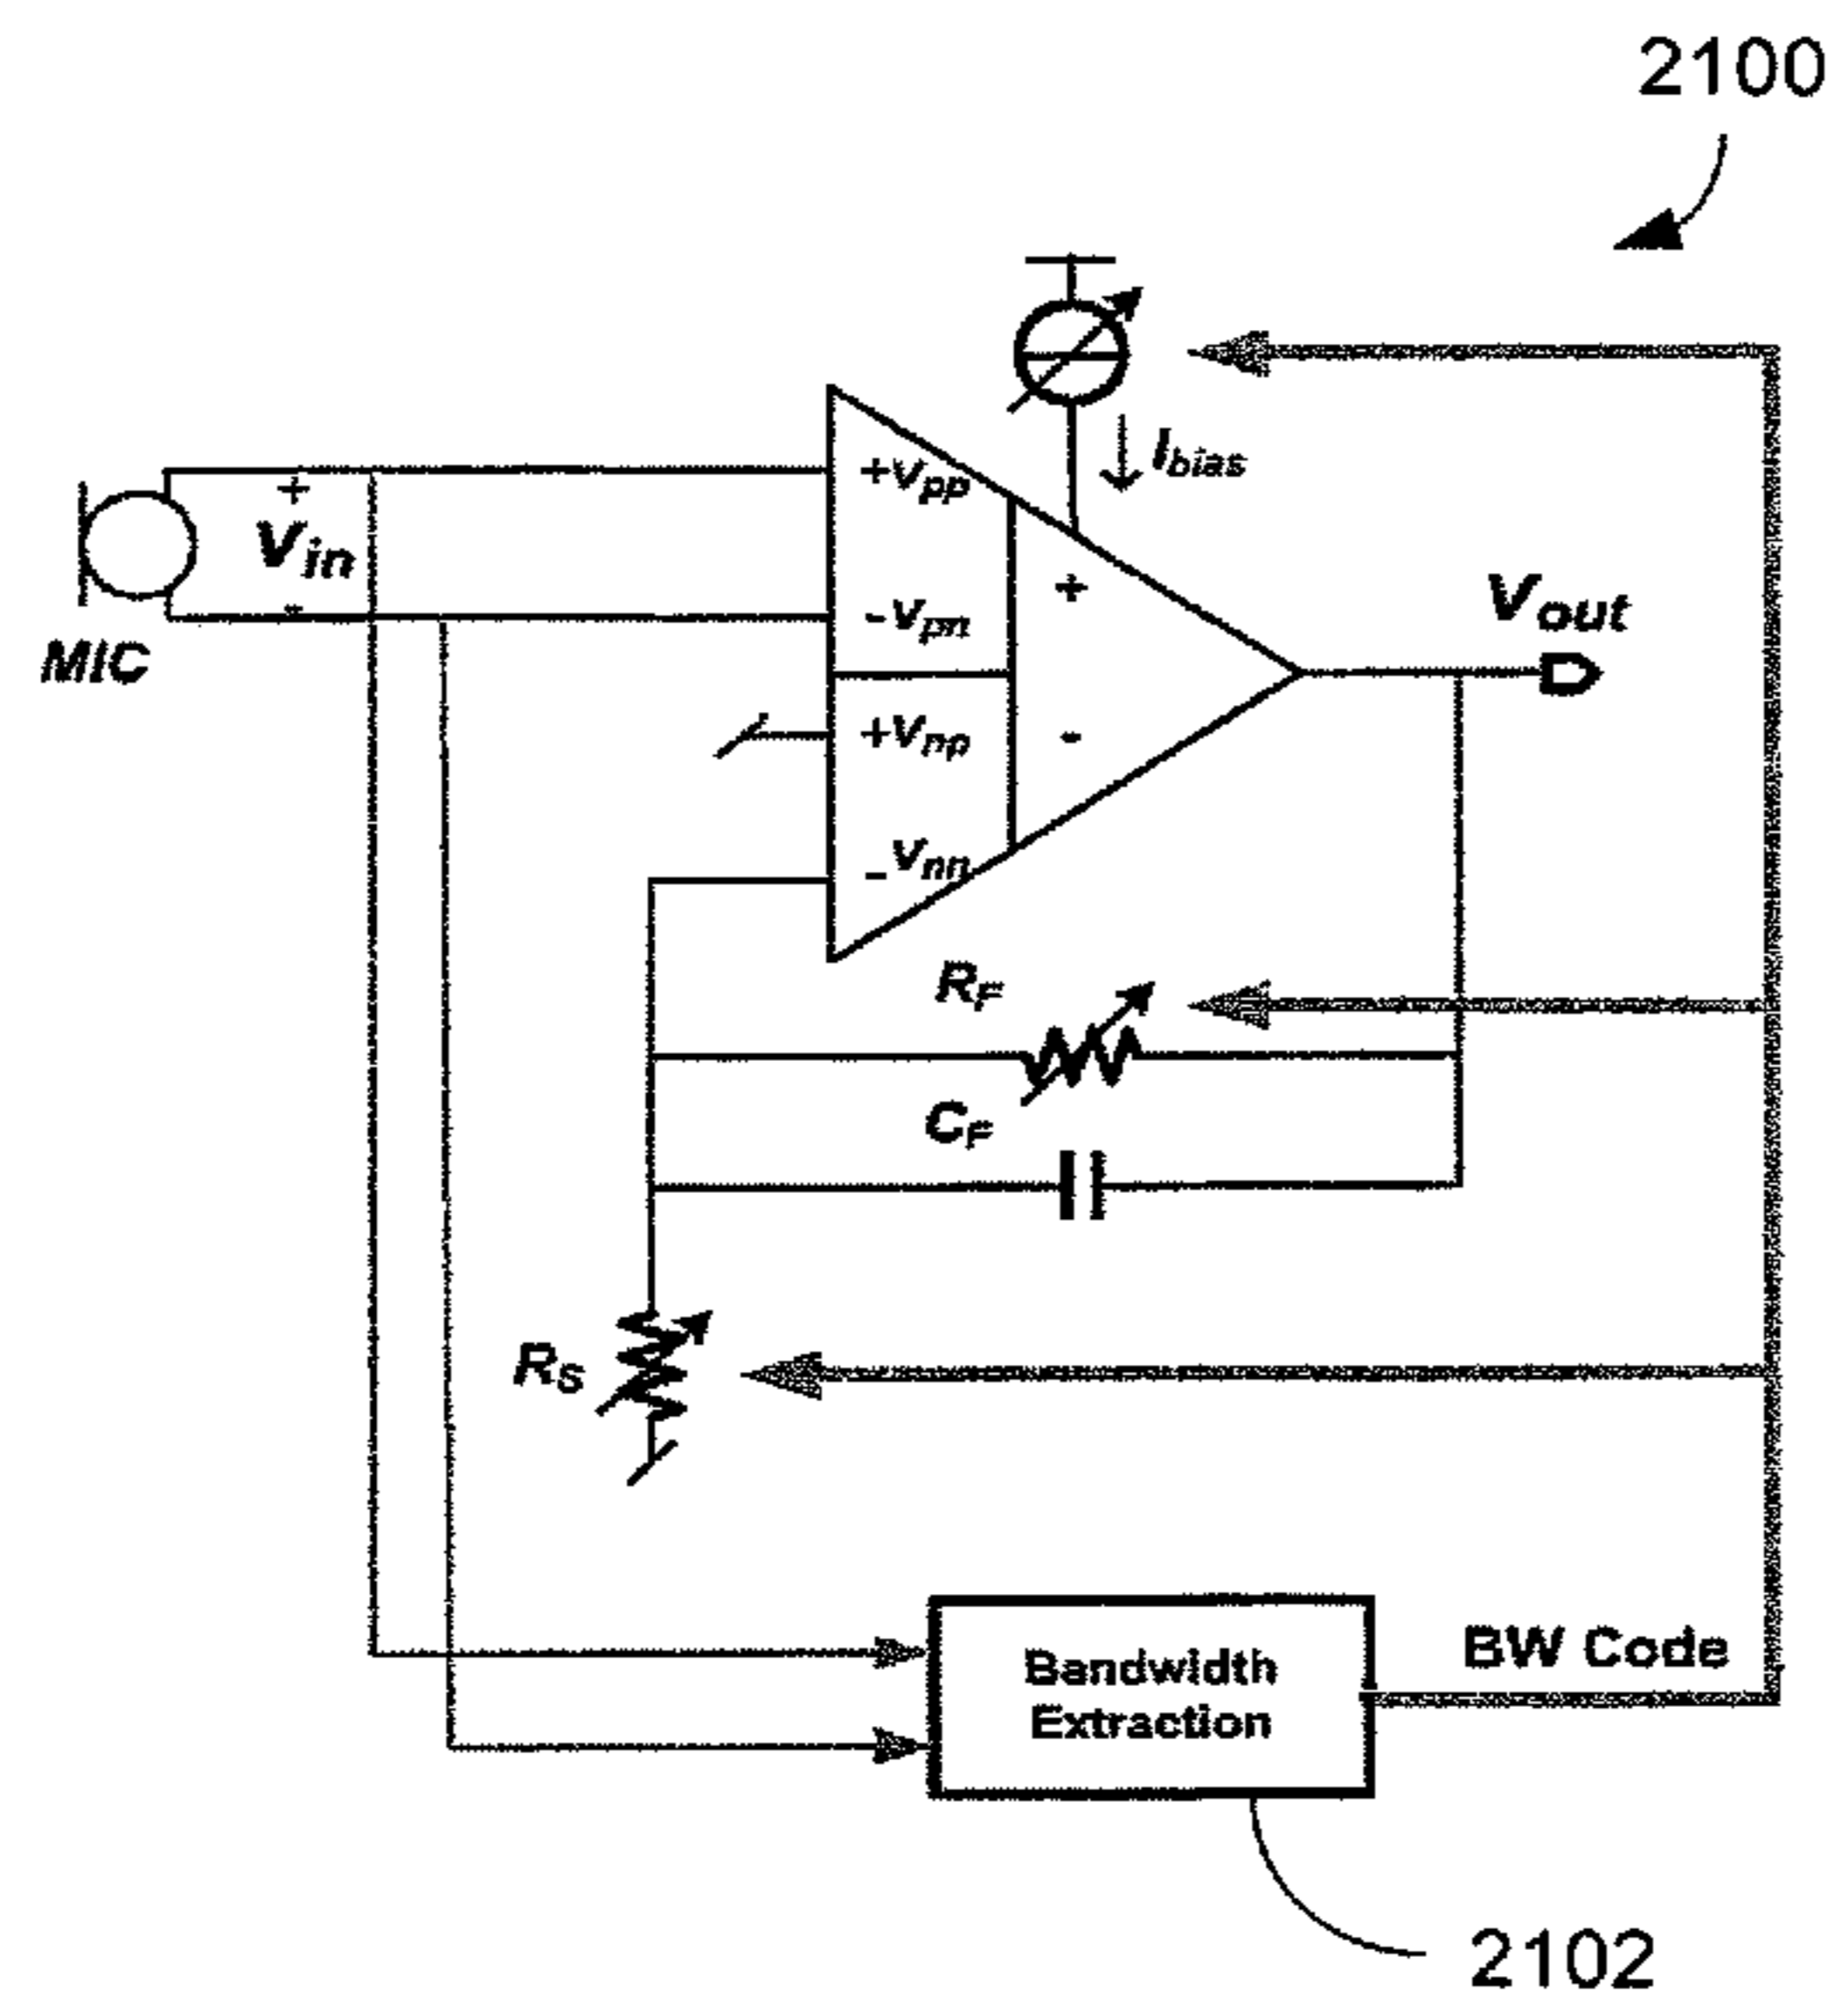 2100
Ibias
+vpp
+
Vin
-
MIC
-vpn
+
Vout
+vnp
-
-vnn
RF
CF
RS
Bandwidth
Extraction
BW Code
2102